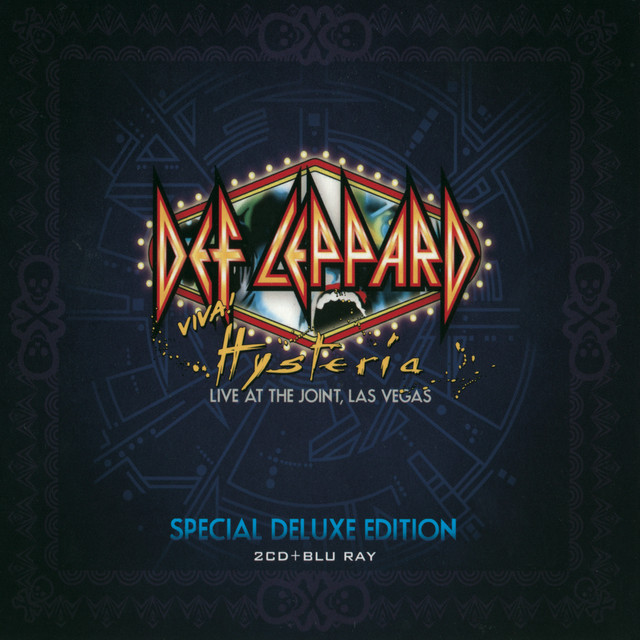 DEF LEPPARD
VIVA!
Hysteria
LIVE AT THE JOINT, LAS VEGAS
SPECIAL DELUXE EDITION
2CD+BLU RAY